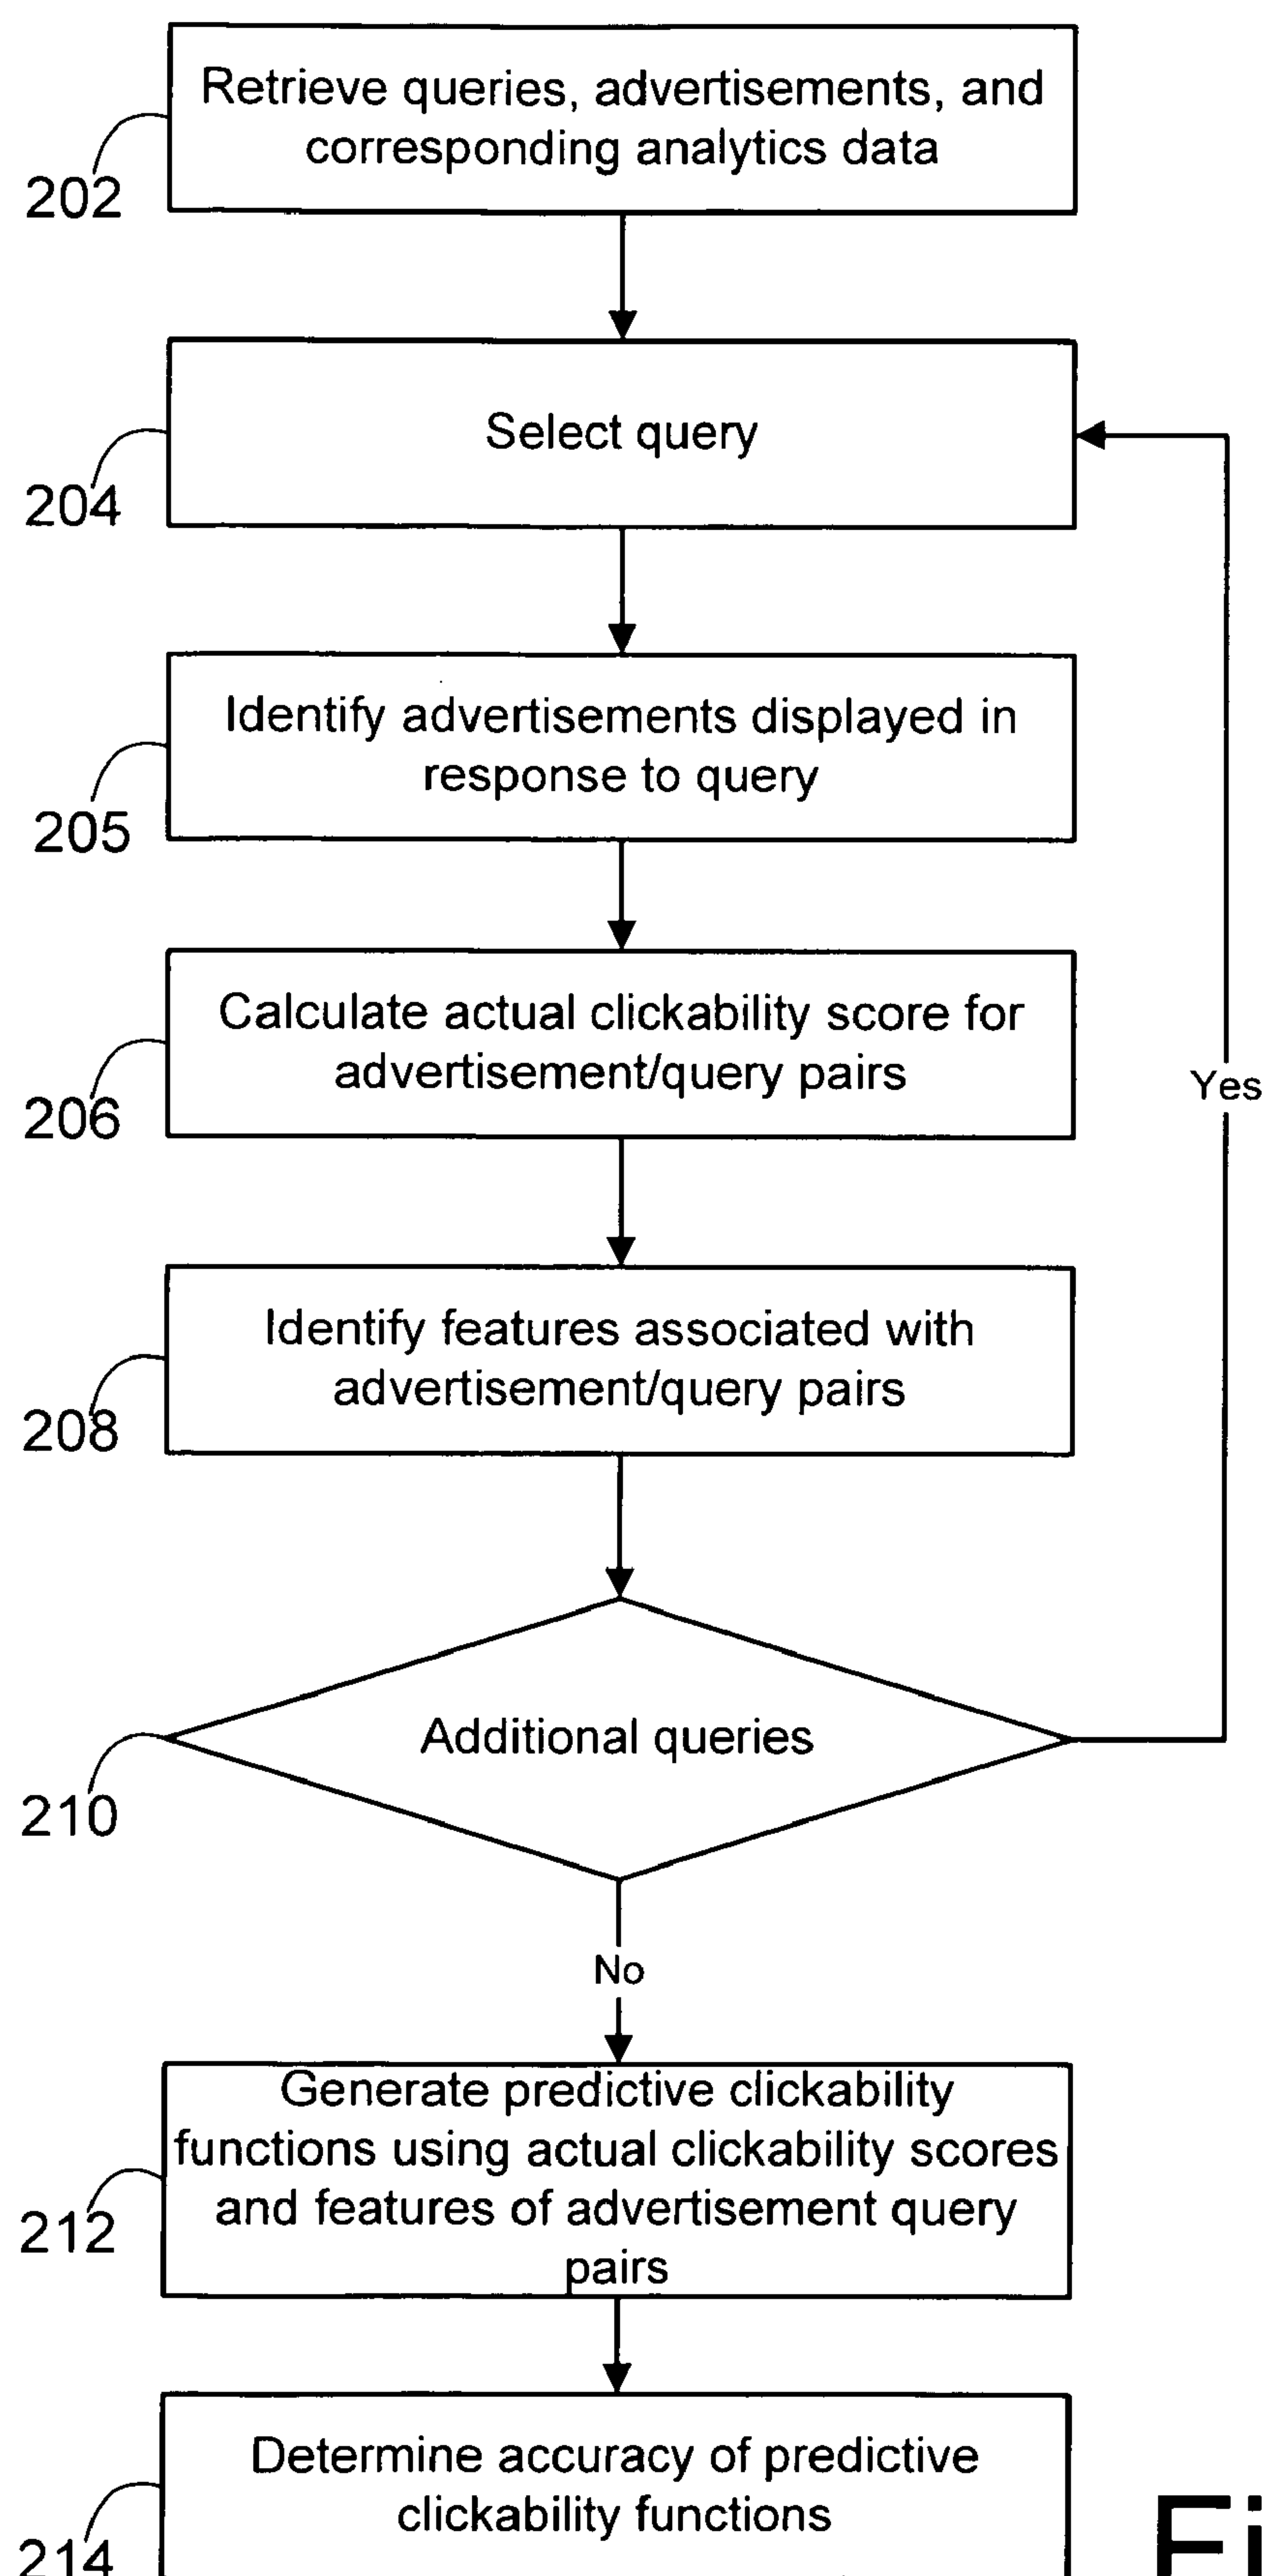 Retrieve queries, advertisements, and
corresponding analytics data
202
Select query
204
Identify advertisements displayed in
response to query
205
Calculate actual clickability score for
advertisement/query pairs
206
Yes
Identify features associated with
advertisement/query pairs
208
Additional queries
210
No
Generate predictive clickability
functions using actual clickability scores
and features of advertisement query
pairs
212
Determine accuracy of predictive
clickability functions
214
Fi